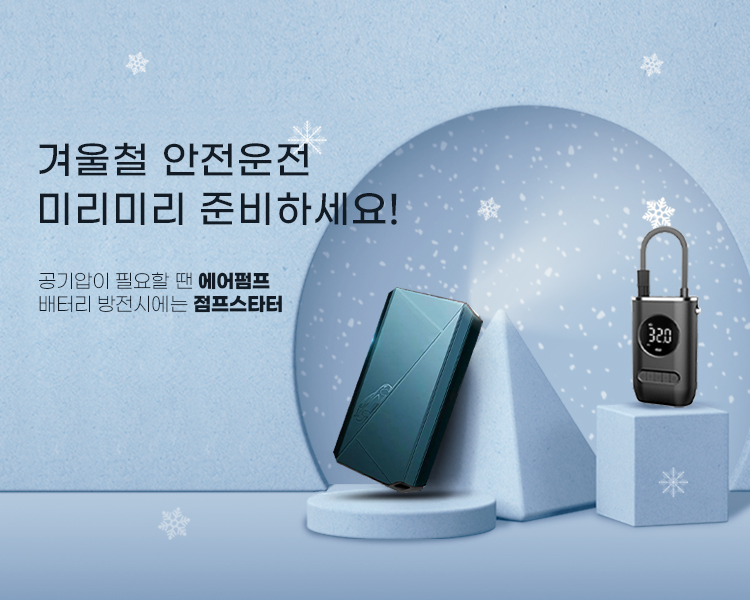 겨울철 안전운전
미리미리 준비하세요!
공기압이 필요할 땐 에어펌프
배터리 방전시에는 점프스타터
32.0